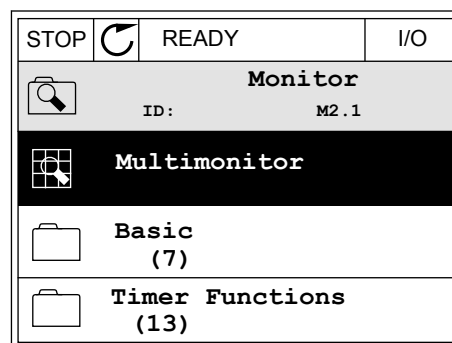 STOP READY I/O
Monitor
ID: M2.1
Multimonitor
Basic
(7)
Timer Functions
(13)